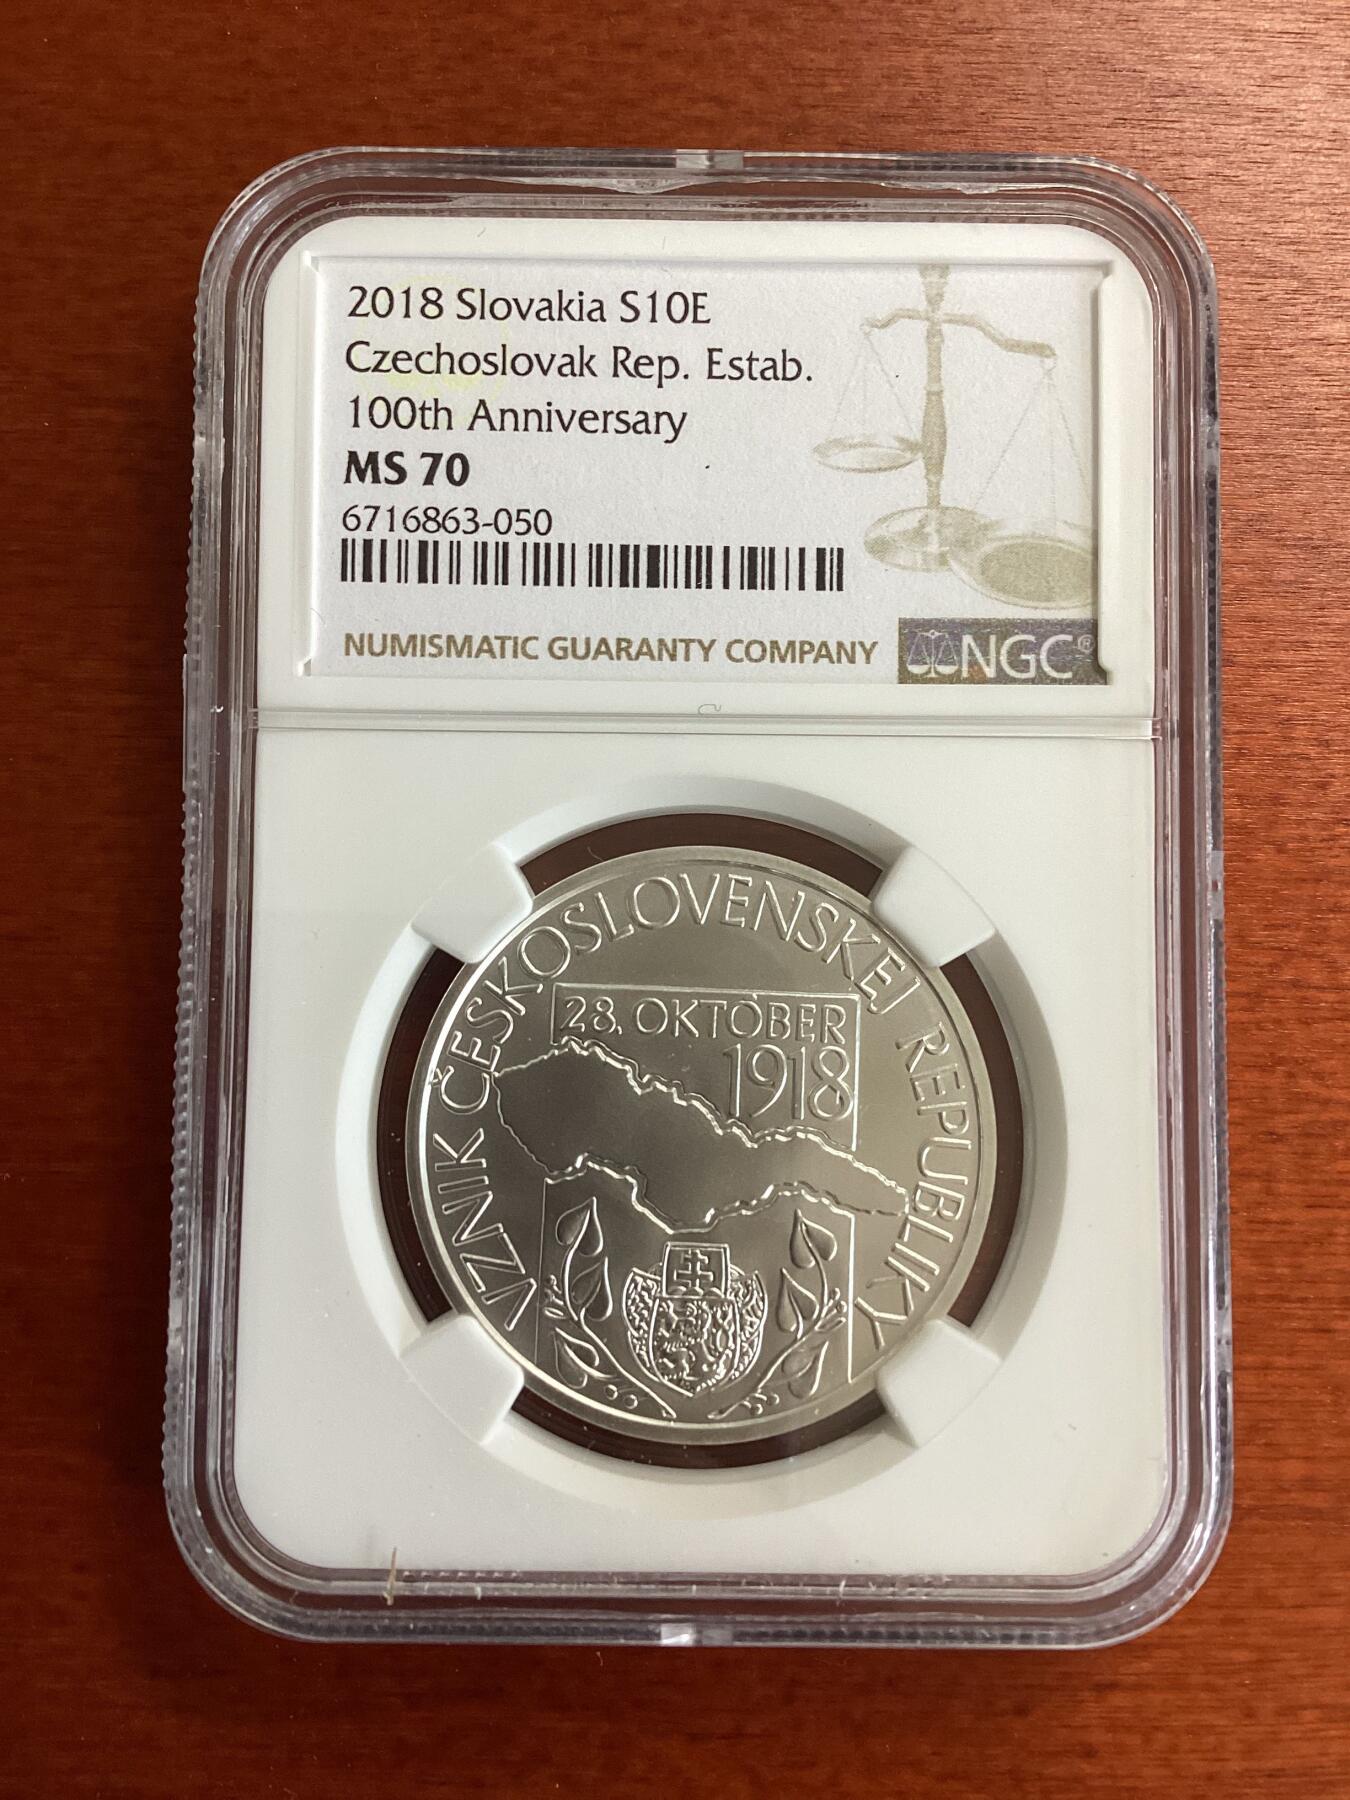 2018 Slovakia S10E
Czechoslovak Rep. Estab.
100th Anniversary
MS 70
6716863-050
NUMISMATIC GUARANTY COMPANY
NGC®
VZNIK ČESKOSLOVENSKEJ REPUBLIKY
28. OKTÓBER
1918